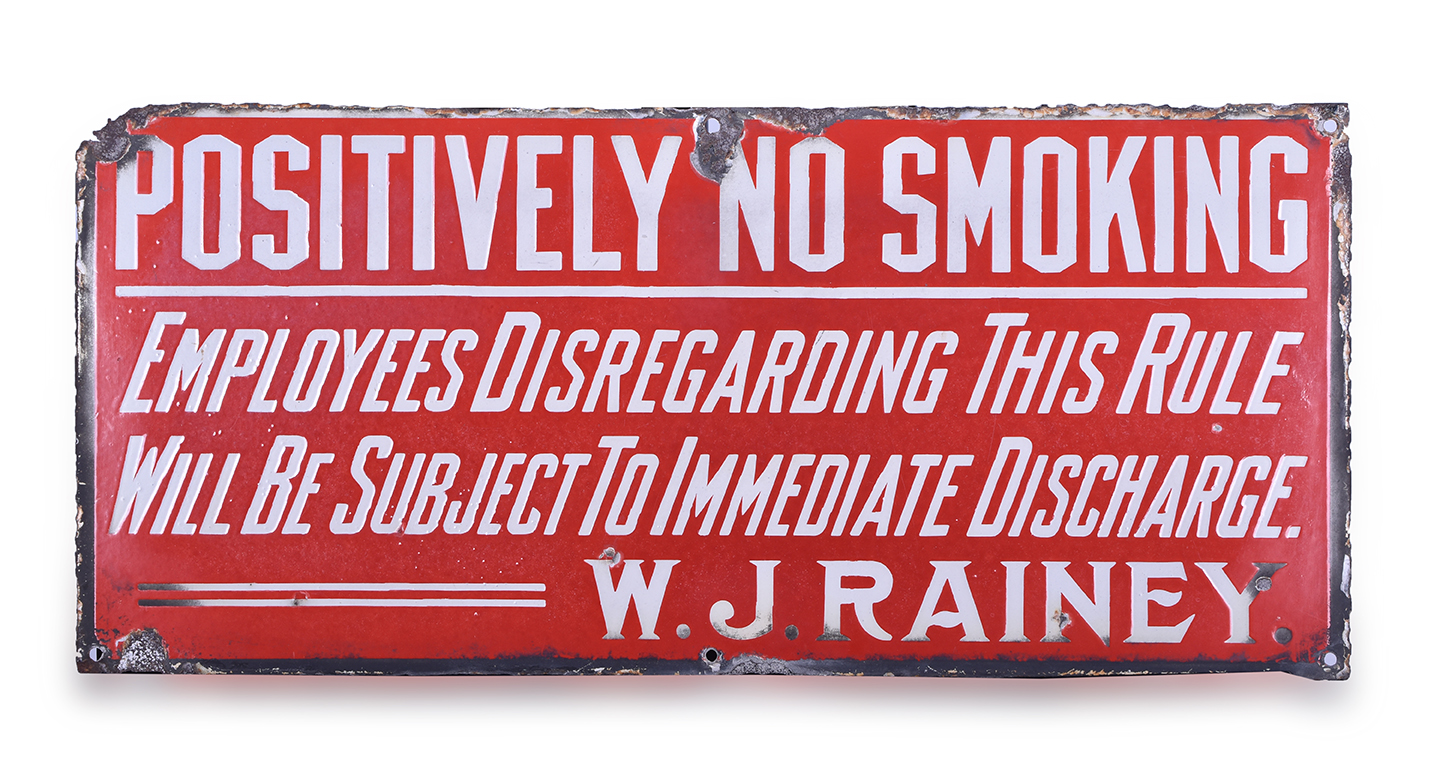 POSITIVELY NO SMOKING
EMPLOYEES DISREGARDING THIS RULE
WILL BE SUBJECT TO IMMEDIATE DISCHARGE.
W. J. RAINEY.